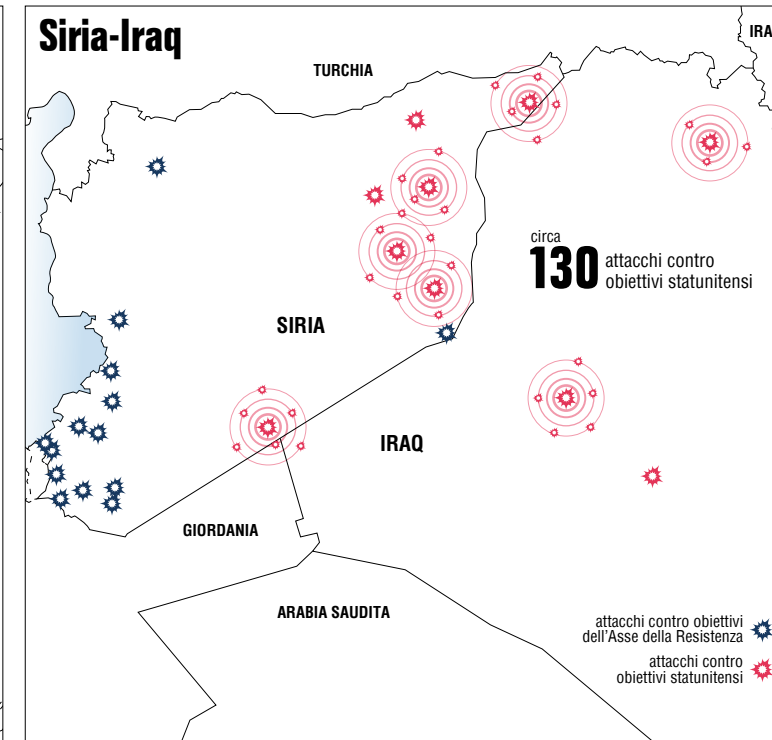 Siria-Iraq
IRA
TURCHIA
circa
130 attacchi contro
obiettivi statunitensi
SIRIA
IRAQ
GIORDANIA
ARABIA SAUDITA
attacchi contro obiettivi
dell'Asse della Resistenza
attacchi contro
obiettivi statunitensi